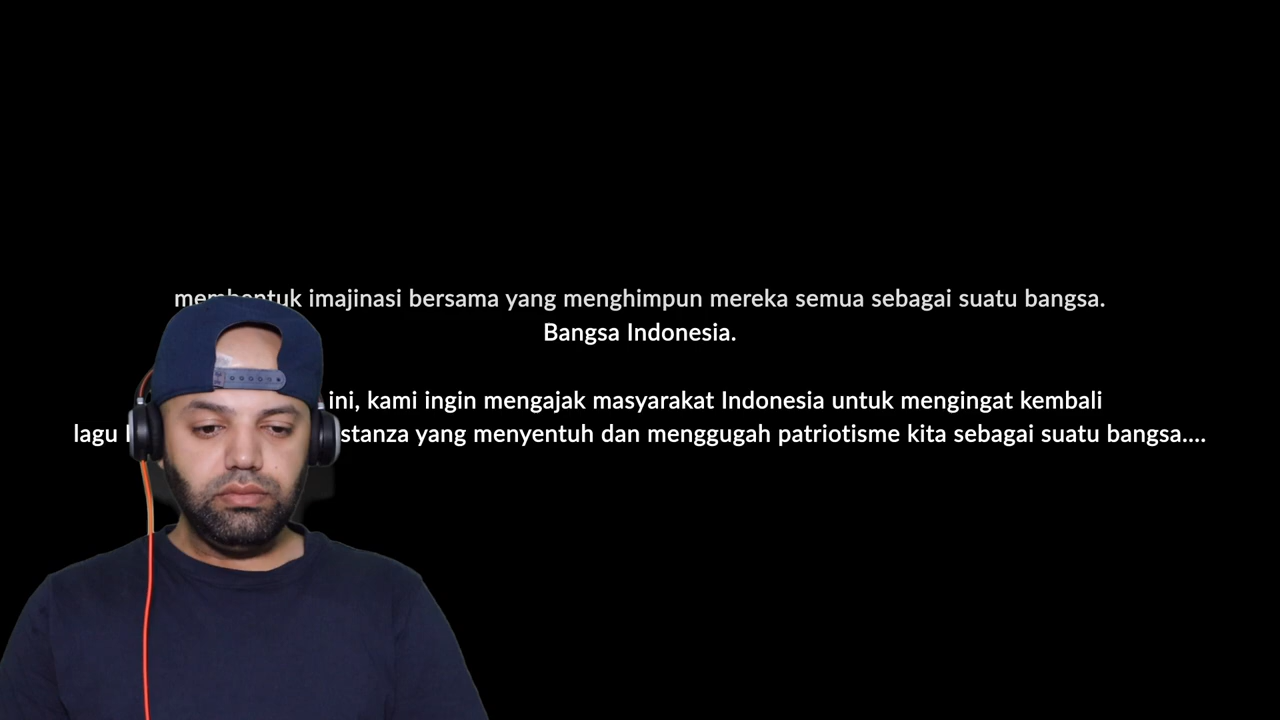 membentuk imajinasi bersama yang menghimpun mereka semua sebagai suatu bangsa.
Bangsa Indonesia.
ini, kami ingin mengajak masyarakat Indonesia untuk mengingat kembali
lagu stanza yang menyentuh dan menggugah patriotisme kita sebagai suatu bangsa....